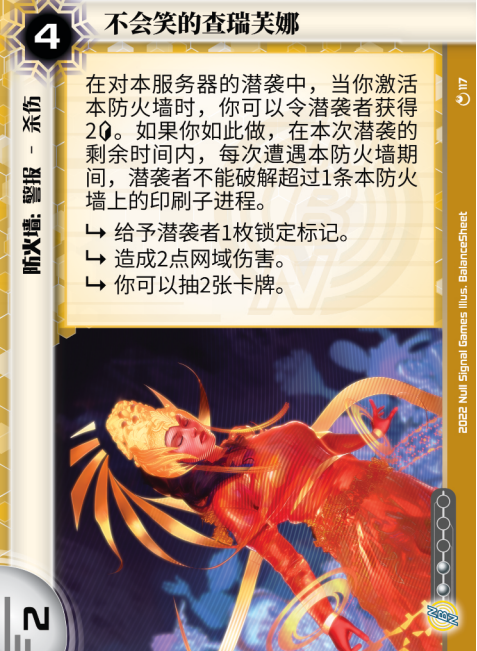 4
不会笑的查瑞芙娜
防火墙: 警报 - 杀伤
在对本服务器的潜袭中，当你激活
本防火墙时，你可以令潜袭者获得
2。如果你如此做，在本次潜袭的
剩余时间内，每次遭遇本防火墙期
间，潜袭者不能破解超过1条本防火
墙上的印刷子进程。
↳ 给予潜袭者1枚锁定标记。
↳ 造成2点网域伤害。
↳ 你可以抽2张卡牌。
117
2022 Null Signal Games Illus. BalanceSheet
2
NBN